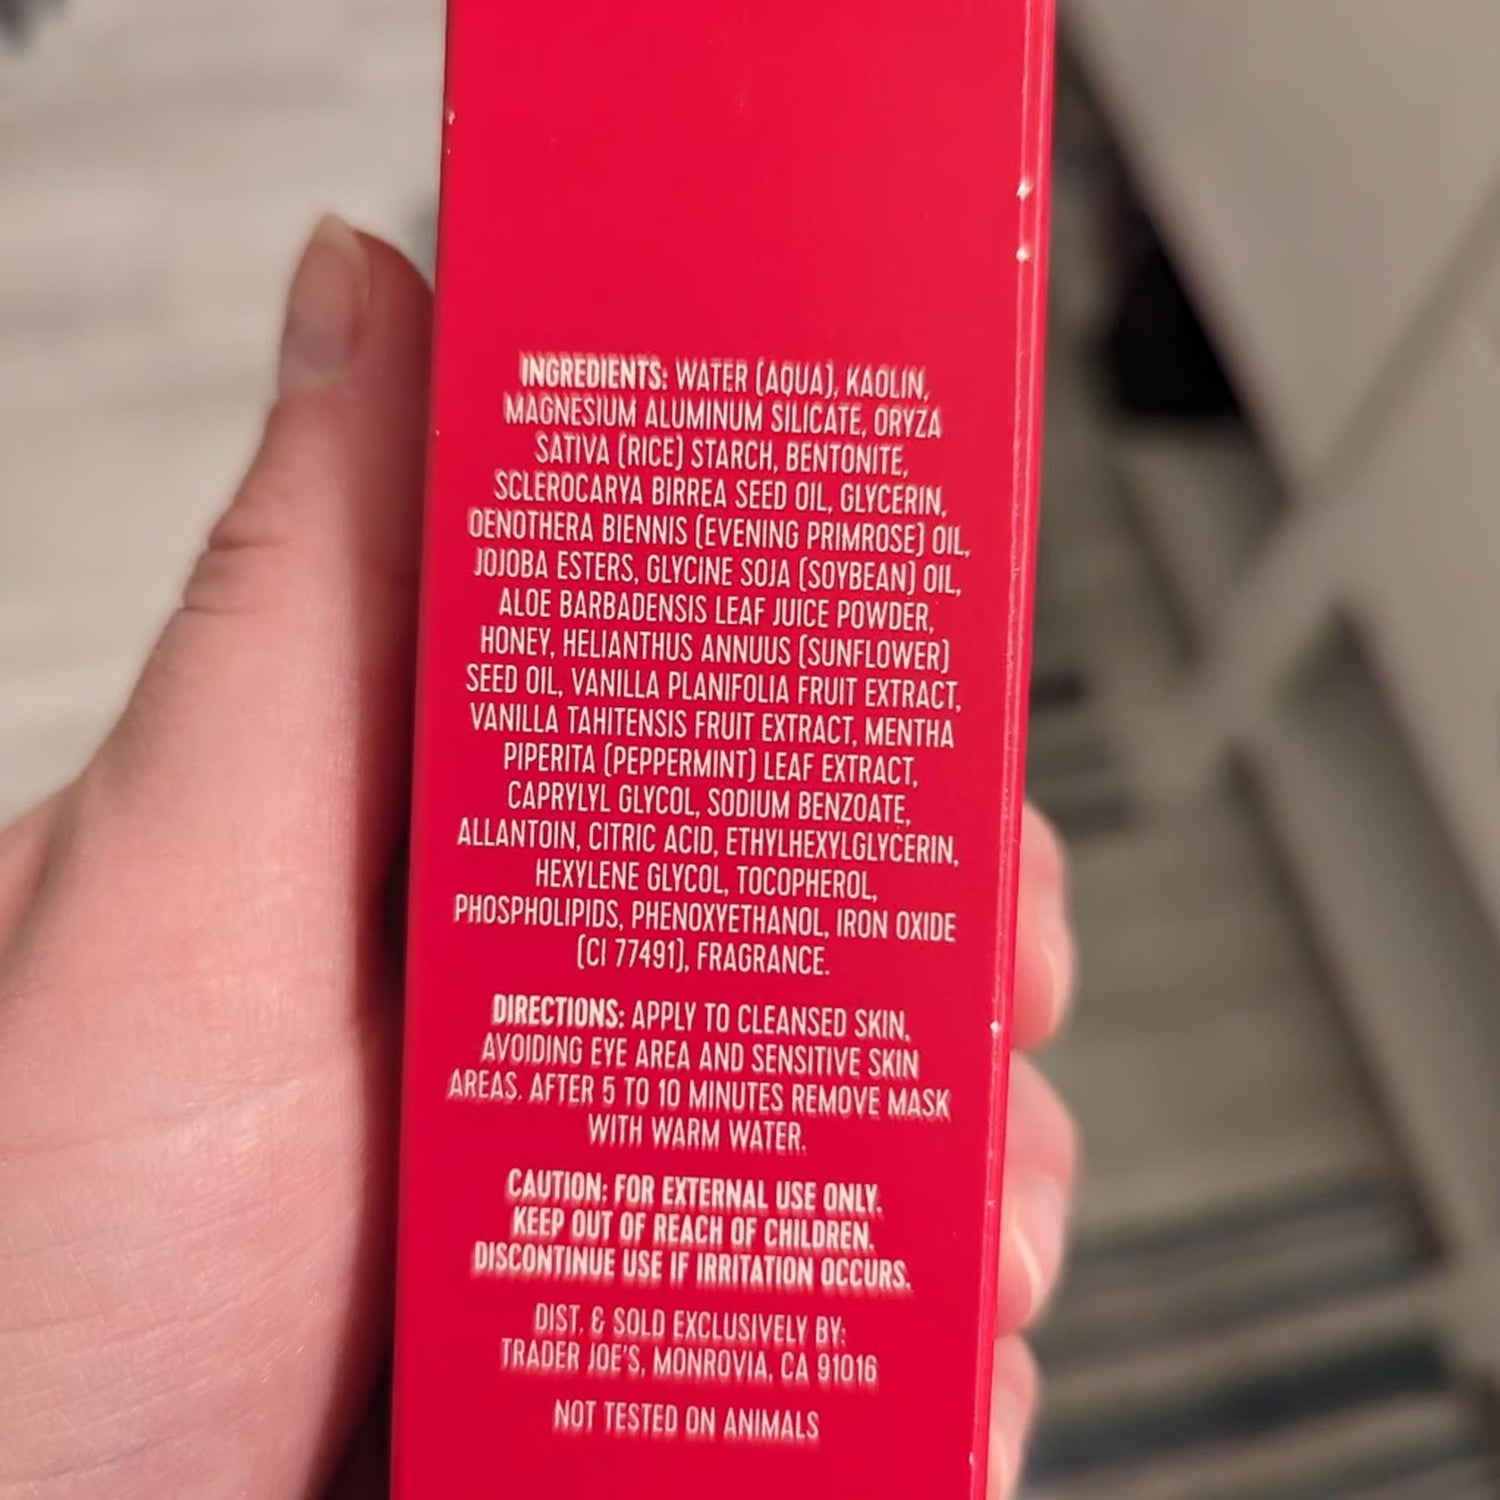 INGREDIENTS: WATER (AQUA), KAOLIN,
MAGNESIUM ALUMINUM SILICATE, ORYZA
SATIVA (RICE) STARCH, BENTONITE,
SCLEROCARYA BIRREA SEED OIL, GLYCERIN,
OENOTHERA BIENNIS (EVENING PRIMROSE) OIL,
JOJOBA ESTERS, GLYCINE SOJA (SOYBEAN) OIL,
ALOE BARBADENSIS LEAF JUICE POWDER,
HONEY, HELIANTHUS ANNUUS (SUNFLOWER)
SEED OIL, VANILLA PLANIFOLIA FRUIT EXTRACT,
VANILLA TAHITENSIS FRUIT EXTRACT, MENTHA
PIPERITA (PEPPERMINT) LEAF EXTRACT,
CAPRYLYL GLYCOL, SODIUM BENZOATE,
ALLANTOIN, CITRIC ACID, ETHYLHEXYLGLYCERIN,
HEXYLENE GLYCOL, TOCOPHEROL,
PHOSPHOLIPIDS, PHENOXYETHANOL, IRON OXIDE
(CI 77491), FRAGRANCE.
DIRECTIONS: APPLY TO CLEANSED SKIN,
AVOIDING EYE AREA AND SENSITIVE SKIN
AREAS. AFTER 5 TO 10 MINUTES REMOVE MASK
WITH WARM WATER.
CAUTION: FOR EXTERNAL USE ONLY.
KEEP OUT OF REACH OF CHILDREN.
DISCONTINUE USE IF IRRITATION OCCURS.
DIST. & SOLD EXCLUSIVELY BY:
TRADER JOE'S, MONROVIA, CA 91016
NOT TESTED ON ANIMALS